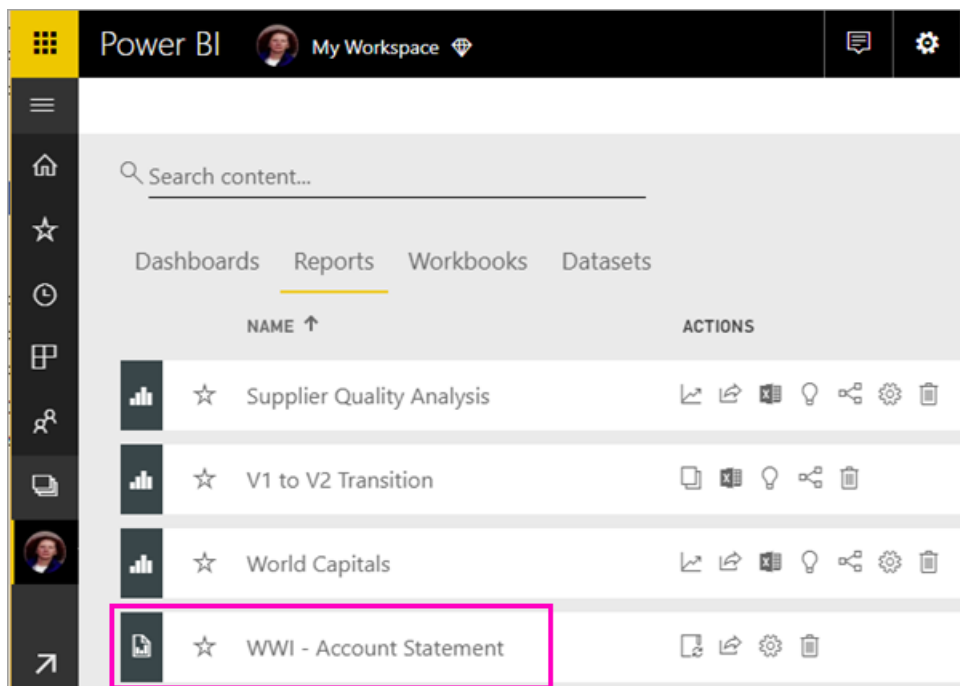 Power BI My Workspace
Search content...
Dashboards Reports Workbooks Datasets
NAME ACTIONS
Supplier Quality Analysis
V1 to V2 Transition
World Capitals
WWI - Account Statement